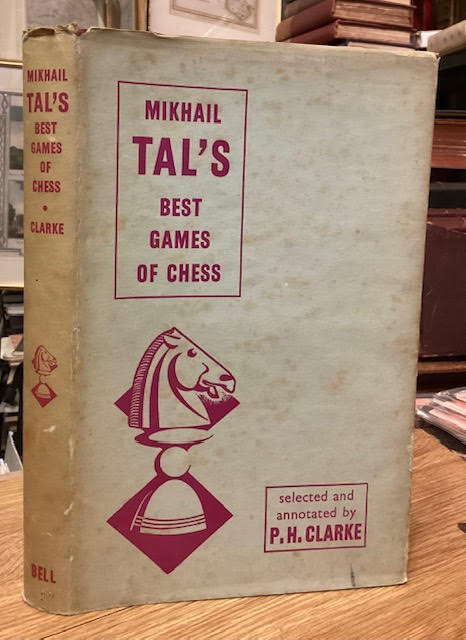 MIKHAIL
TAL'S
BEST
GAMES
OF
CHESS
•
CLARKE
BELL
MIKHAIL
TAL'S
BEST
GAMES
OF CHESS
selected and
annotated by
P. H. CLARKE